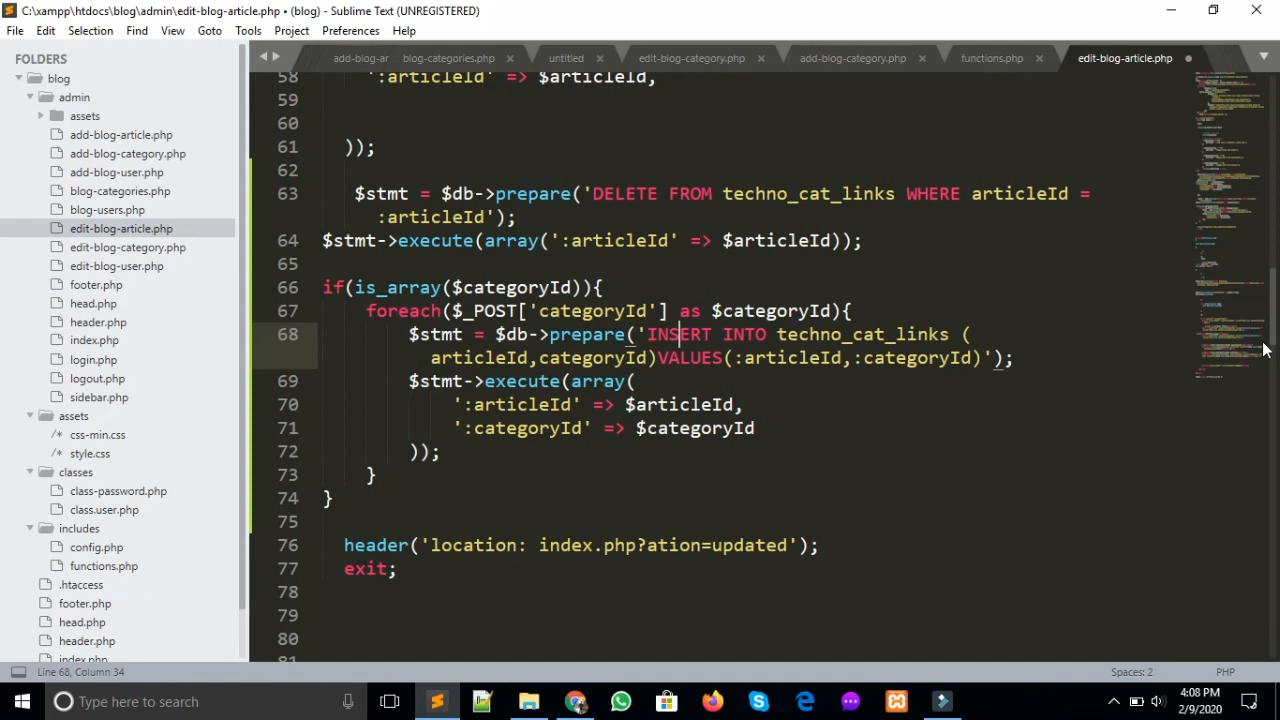 C:\xampp\htdocs\blog\admin\edit-blog-article.php • (blog) - Sublime Text (UNREGISTERED)
File Edit Selection Find View Goto Tools Project Preferences Help
FOLDERS
blog
admin
assets
add-blog-article.php
add-blog-category.php
add-blog-user.php
blog-categories.php
blog-users.php
edit-blog-article.php
edit-blog-category.php
edit-blog-user.php
footer.php
head.php
header.php
index.php
login.php
logout.php
sidebar.php
assets
/* css-min.css
/* style.css
classes
class-password.php
class.user.php
includes
config.php
functions.php
.htaccess
footer.php
head.php
header.php
index.php
add-blog-ar blog-categories.php untitled edit-blog-category.php add-blog-category.php functions.php edit-blog-article.php
58 ':articleId' => $articleId,
59
60
61 ));
62
63 $stmt = $db->prepare('DELETE FROM techno_cat_links WHERE articleId =
:articleId');
64 $stmt->execute(array(':articleId' => $articleId));
65
66 if(is_array($categoryId)){
67 foreach($_POST['categoryId'] as $categoryId){
68 $stmt = $db->prepare('INSERT INTO techno_cat_links (
articleId,categoryId)VALUES(:articleId,:categoryId)');
69 $stmt->execute(array(
70 ':articleId' => $articleId,
71 ':categoryId' => $categoryId
72 ));
73 }
74 }
75
76 header('location: index.php?ation=updated');
77 exit;
78
79
80
81
Line 68, Column 34 Spaces: 2 PHP
Type here to search
4:08 PM
2/9/2020